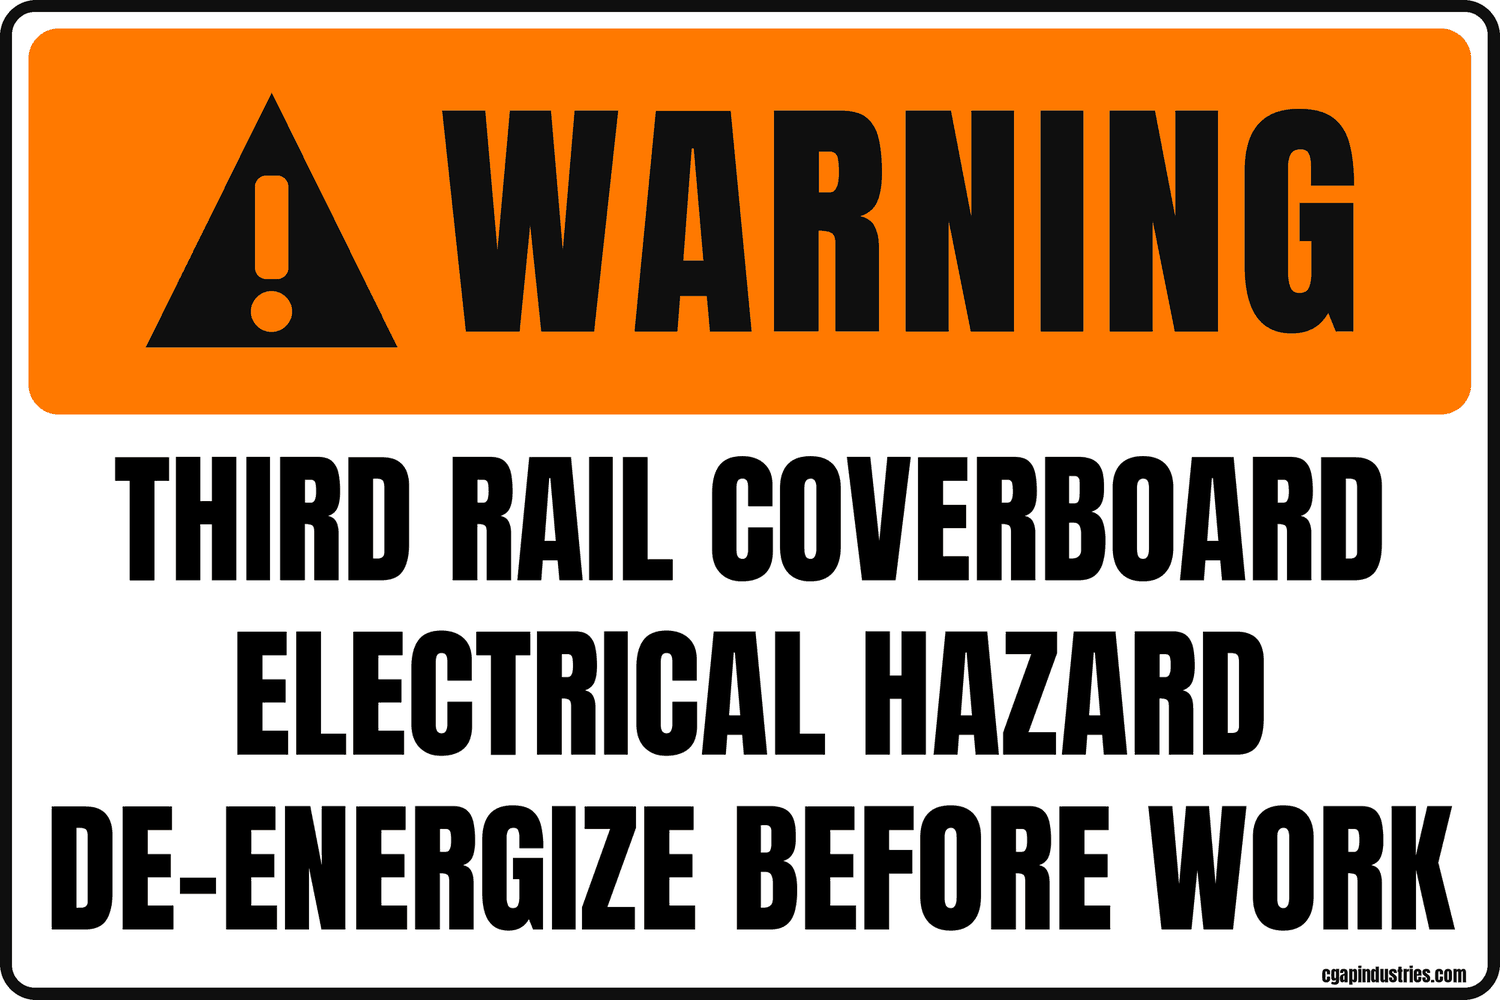 WARNING
THIRD RAIL COVERBOARD
ELECTRICAL HAZARD
DE-ENERGIZE BEFORE WORK
cgapindustries.com